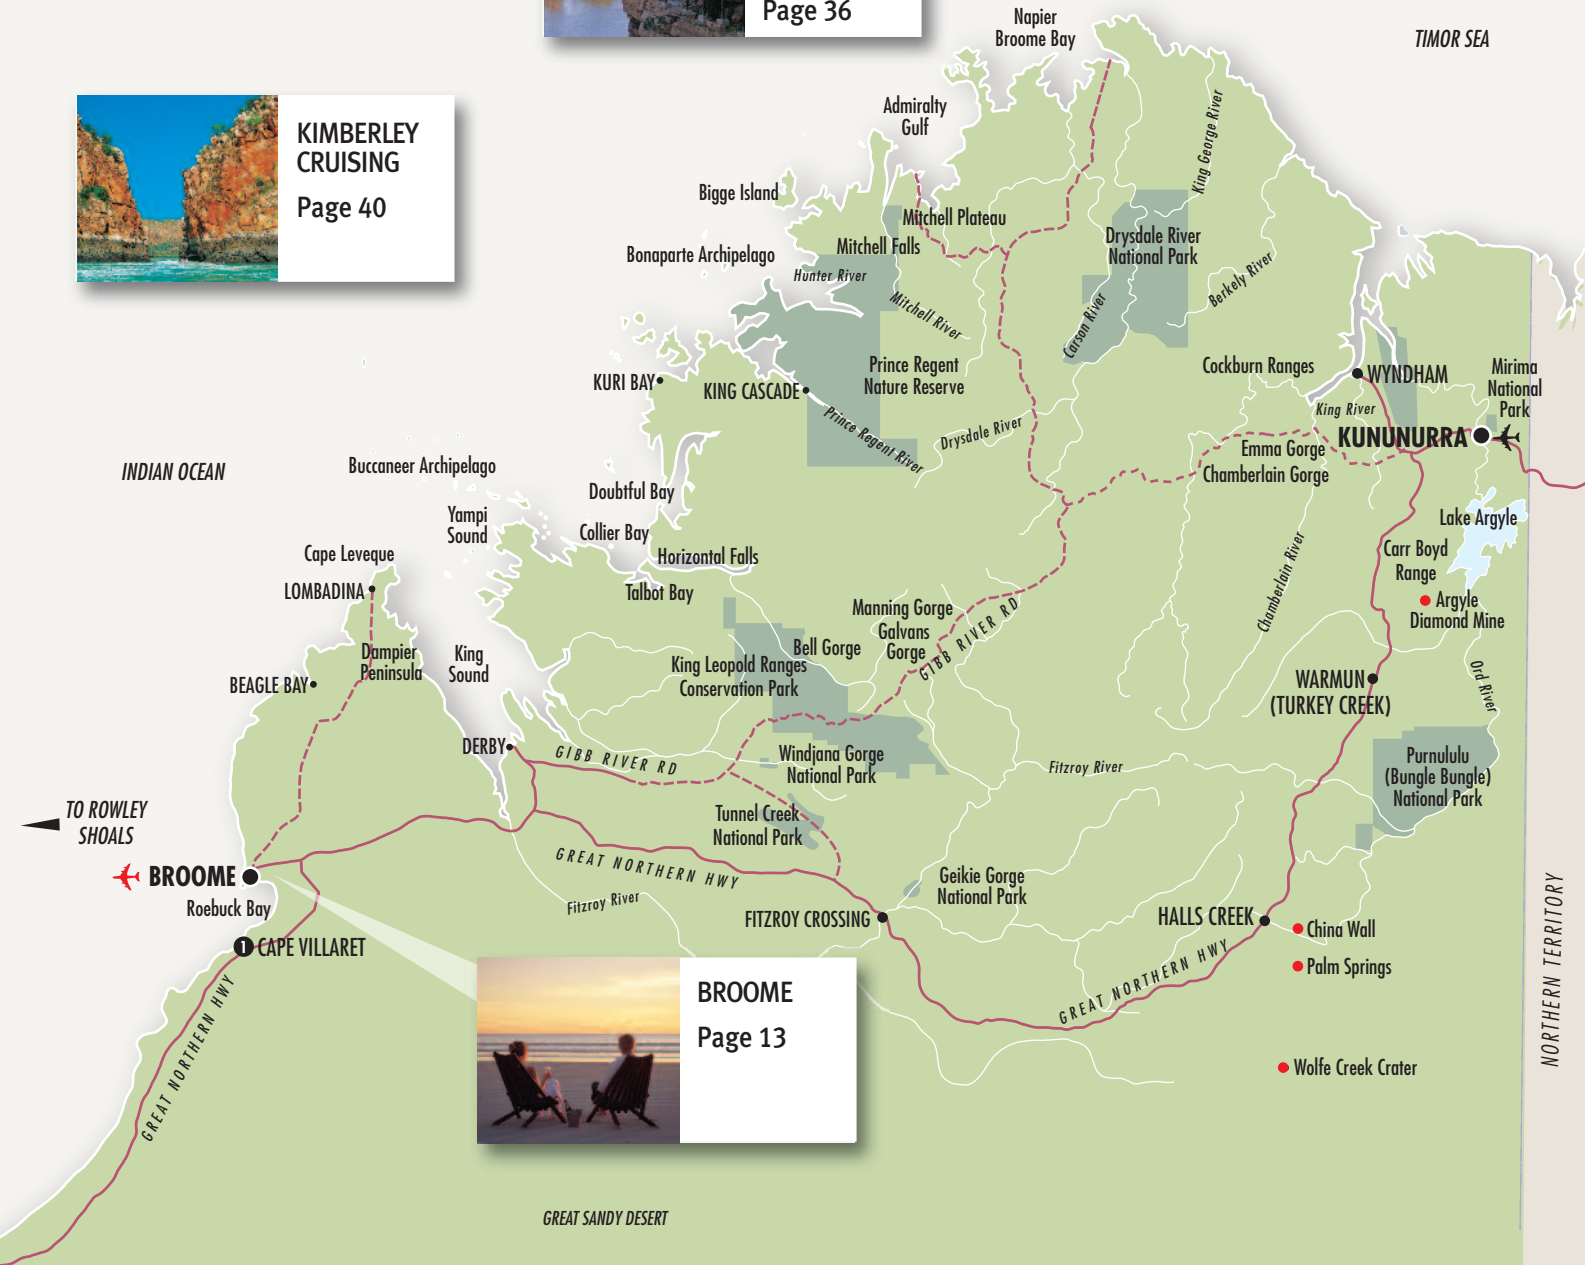 Page 36
Napier
Broome Bay
TIMOR SEA
KIMBERLEY
CRUISING
Page 40
Admiralty
Gulf
King George River
Bigge Island
Mitchell Plateau
Mitchell Falls
Drysdale River
National Park
Bonaparte Archipelago
Hunter River
Mitchell River
Berkely River
Carson River
Prince Regent
Nature Reserve
Cockburn Ranges
WYNDHAM
Mirima
National
Park
KURI BAY
KING CASCADE
King River
Prince Regent River
Drysdale River
KUNUNURRA
Emma Gorge
Chamberlain Gorge
INDIAN OCEAN
Buccaneer Archipelago
Doubtful Bay
Yampi
Sound
Collier Bay
Lake Argyle
Cape Leveque
Horizontal Falls
Carr Boyd
Range
LOMBADINA
Talbot Bay
Chamberlain River
Argyle
Diamond Mine
Manning Gorge
Galvans
Gorge
GIBB RIVER RD
Bell Gorge
Dampier
Peninsula
King
Sound
King Leopold Ranges
Conservation Park
BEAGLE BAY
WARMUN
(TURKEY CREEK)
Ord River
DERBY
GIBB RIVER RD
Windjana Gorge
National Park
Fitzroy River
Purnululu
(Bungle Bungle)
National Park
TO ROWLEY
SHOALS
Tunnel Creek
National Park
BROOME
GREAT NORTHERN HWY
Geikie Gorge
National Park
Roebuck Bay
Fitzroy River
FITZROY CROSSING
HALLS CREEK
China Wall
1 CAPE VILLARET
Palm Springs
GREAT NORTHERN HWY
GREAT NORTHERN HWY
BROOME
Page 13
NORTHERN TERRITORY
Wolfe Creek Crater
GREAT SANDY DESERT